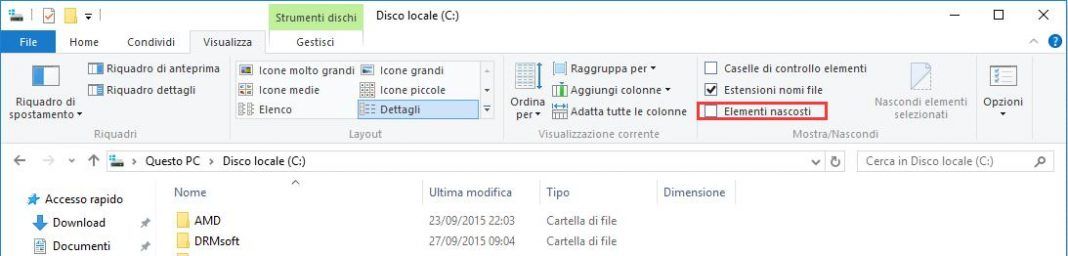 Strumenti dischi Disco locale (C:)
File Home Condividi Visualizza Gestisci
Riquadro di spostamento
Riquadro di anteprima
Riquadro dettagli
Riquadri
Icone molto grandi Icone grandi
Icone medie Icone piccole
Elenco Dettagli
Layout
Ordina per
Raggruppa per
Aggiungi colonne
Adatta tutte le colonne
Visualizzazione corrente
Caselle di controllo elementi
Estensioni nomi file
Elementi nascosti
Nascondi elementi selezionati
Mostra/Nascondi
Opzioni
Questo PC Disco locale (C:) Cerca in Disco locale (C:)
Accesso rapido
Download
Documenti
Nome Ultima modifica Tipo Dimensione
AMD 23/09/2015 22:03 Cartella di file
DRMsoft 27/09/2015 09:04 Cartella di file